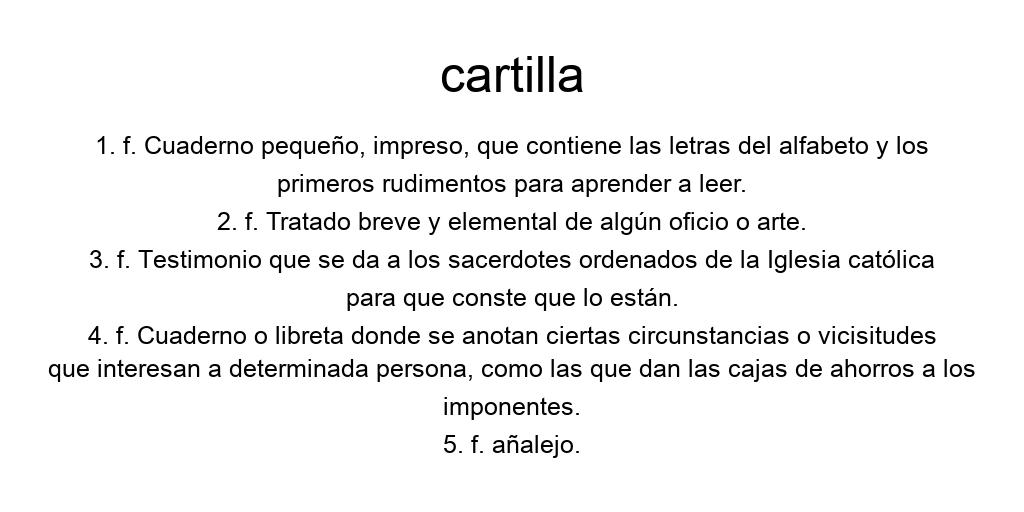 cartilla
1. f. Cuaderno pequeño, impreso, que contiene las letras del alfabeto y los
primeros rudimentos para aprender a leer.
2. f. Tratado breve y elemental de algún oficio o arte.
3. f. Testimonio que se da a los sacerdotes ordenados de la Iglesia católica
para que conste que lo están.
4. f. Cuaderno o libreta donde se anotan ciertas circunstancias o vicisitudes
que interesan a determinada persona, como las que dan las cajas de ahorros a los
imponentes.
5. f. añalejo.